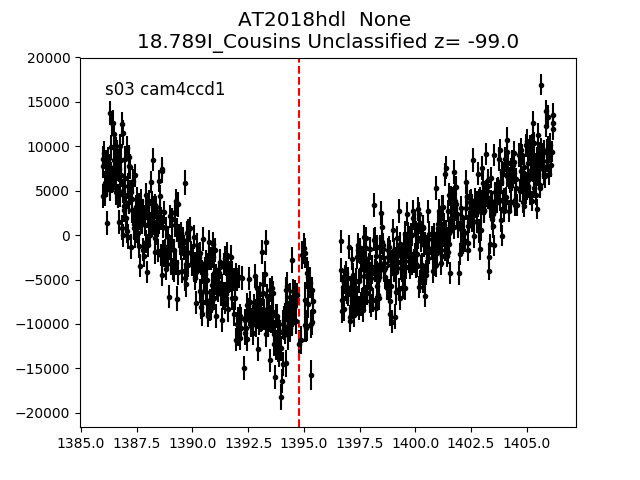 AT2018hdl  None
18.789I_Cousins Unclassified z= -99.0
s03 cam4ccd1
20000
15000
10000
5000
0
−5000
−10000
−15000
−20000
1385.0 1387.5 1390.0 1392.5 1395.0 1397.5 1400.0 1402.5 1405.0